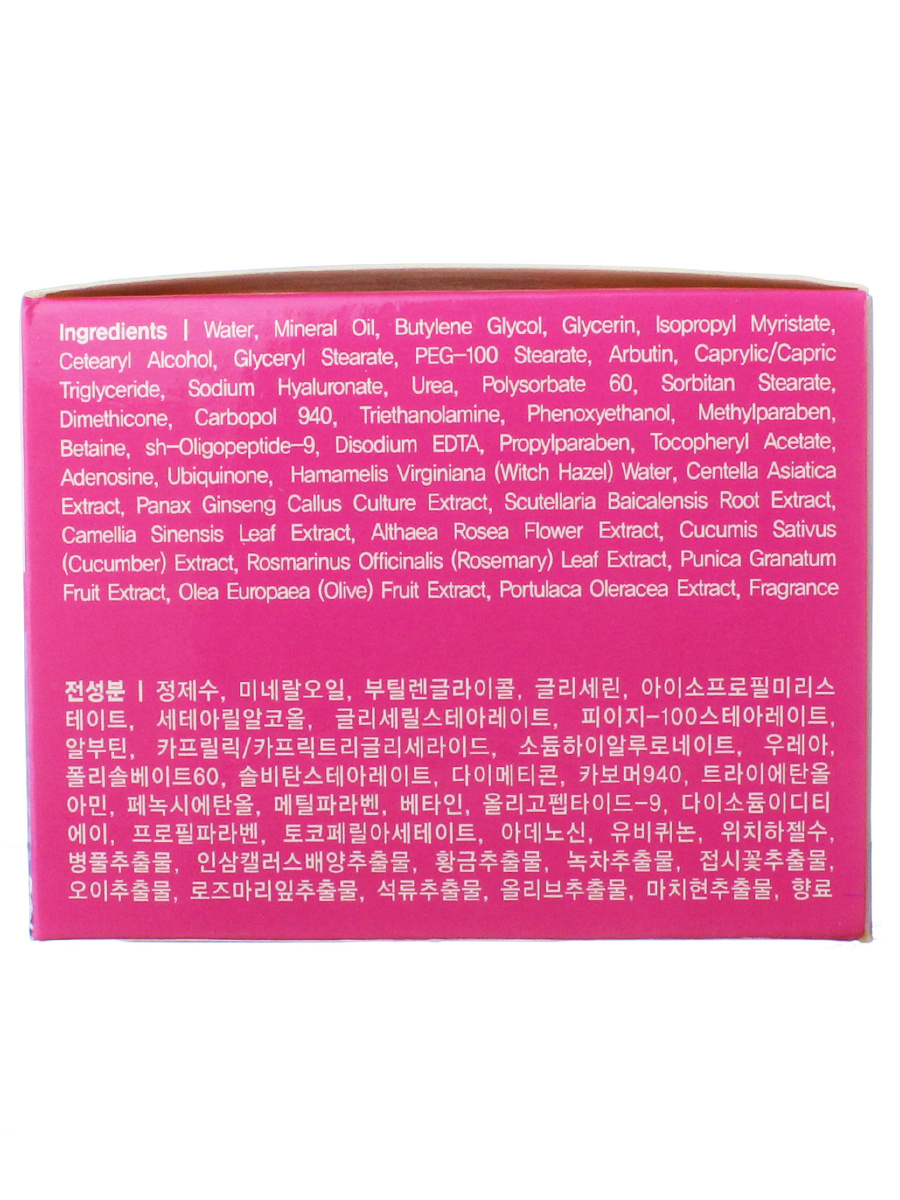 Ingredients | Water, Mineral Oil, Butylene Glycol, Glycerin, Isopropyl Myristate,
Cetearyl Alcohol, Glyceryl Stearate, PEG-100 Stearate, Arbutin, Caprylic/Capric
Triglyceride, Sodium Hyaluronate, Urea, Polysorbate 60, Sorbitan Stearate,
Dimethicone, Carbopol 940, Triethanolamine, Phenoxyethanol, Methylparaben,
Betaine, sh-Oligopeptide-9, Disodium EDTA, Propylparaben, Tocopheryl Acetate,
Adenosine, Ubiquinone, Hamamelis Virginiana (Witch Hazel) Water, Centella Asiatica
Extract, Panax Ginseng Callus Culture Extract, Scutellaria Baicalensis Root Extract,
Camellia Sinensis Leaf Extract, Althaea Rosea Flower Extract, Cucumis Sativus
(Cucumber) Extract, Rosmarinus Officinalis (Rosemary) Leaf Extract, Punica Granatum
Fruit Extract, Olea Europaea (Olive) Fruit Extract, Portulaca Oleracea Extract, Fragrance
전성분 | 정제수, 미네랄오일, 부틸렌글라이콜, 글리세린, 아이소프로필미리스
테이트, 세테아릴알코올, 글리세릴스테아레이트, 피이지-100스테아레이트,
알부틴, 카프릴릭/카프릭트리글리세라이드, 소듐하이알루로네이트, 우레아,
폴리솔베이트60, 솔비탄스테아레이트, 다이메티콘, 카보머940, 트라이에탄올
아민, 페녹시에탄올, 메틸파라벤, 베타인, 올리고펩타이드-9, 다이소듐이디티
에이, 프로필파라벤, 토코페릴아세테이트, 아데노신, 유비퀴논, 위치하젤수,
병풀추출물, 인삼캘러스배양추출물, 황금추출물, 녹차추출물, 접시꽃추출물,
오이추출물, 로즈마리잎추출물, 석류추출물, 올리브추출물, 마치현추출물, 향료